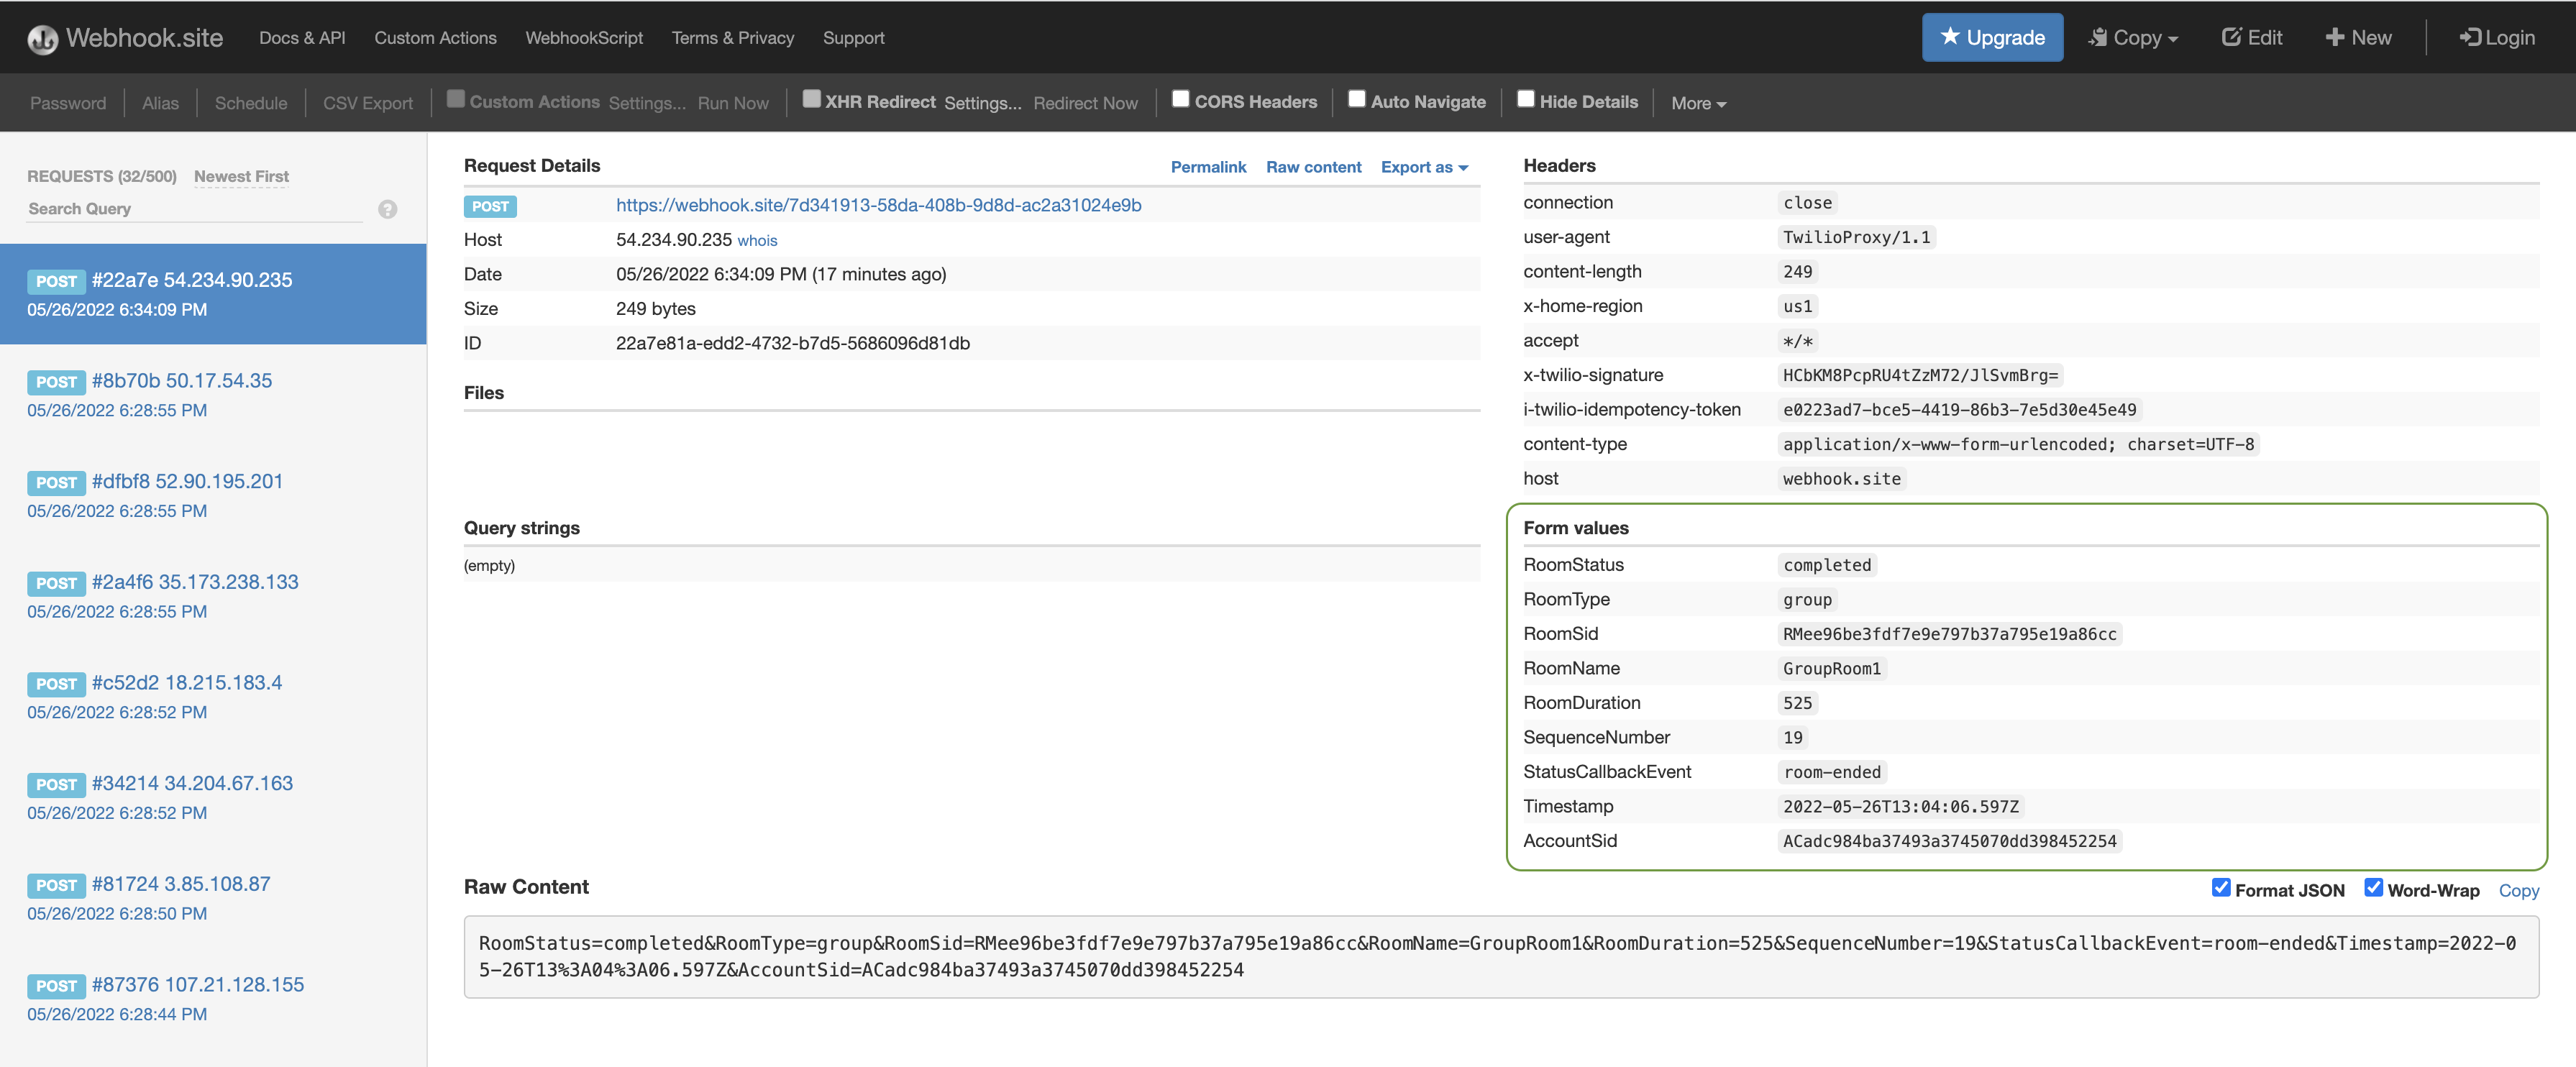 Webhook.site Docs & API Custom Actions WebhookScript Terms & Privacy Support Upgrade Copy Edit New Login
Password Alias Schedule CSV Export Custom Actions Settings... Run Now XHR Redirect Settings... Redirect Now CORS Headers Auto Navigate Hide Details More
REQUESTS (32/500) Newest First
Search Query ?
POST #22a7e 54.234.90.235
05/26/2022 6:34:09 PM
POST #8b70b 50.17.54.35
05/26/2022 6:28:55 PM
POST #dfbf8 52.90.195.201
05/26/2022 6:28:55 PM
POST #2a4f6 35.173.238.133
05/26/2022 6:28:55 PM
POST #c52d2 18.215.183.4
05/26/2022 6:28:52 PM
POST #34214 34.204.67.163
05/26/2022 6:28:52 PM
POST #81724 3.85.108.87
05/26/2022 6:28:50 PM
POST #87376 107.21.128.155
05/26/2022 6:28:44 PM
Request Details Permalink Raw content Export as
POST https://webhook.site/7d341913-58da-408b-9d8d-ac2a31024e9b
Host 54.234.90.235 whois
Date 05/26/2022 6:34:09 PM (17 minutes ago)
Size 249 bytes
ID 22a7e81a-edd2-4732-b7d5-5686096d81db
Files
Query strings
(empty)
Headers
connection close
user-agent TwilioProxy/1.1
content-length 249
x-home-region us1
accept */*
x-twilio-signature HCbKM8PcpRU4tZzM72/JlSvmBrg=
i-twilio-idempotency-token e0223ad7-bce5-4419-86b3-7e5d30e45e49
content-type application/x-www-form-urlencoded; charset=UTF-8
host webhook.site
Form values
RoomStatus completed
RoomType group
RoomSid RMee96be3fdf7e9e797b37a795e19a86cc
RoomName GroupRoom1
RoomDuration 525
SequenceNumber 19
StatusCallbackEvent room-ended
Timestamp 2022-05-26T13:04:06.597Z
AccountSid ACadc984ba37493a3745070dd398452254
Raw Content Format JSON Word-Wrap Copy
RoomStatus=completed&RoomType=group&RoomSid=RMee96be3fdf7e9e797b37a795e19a86cc&RoomName=GroupRoom1&RoomDuration=525&SequenceNumber=19&StatusCallbackEvent=room-ended&Timestamp=2022-0
5-26T13%3A04%3A06.597Z&AccountSid=ACadc984ba37493a3745070dd398452254